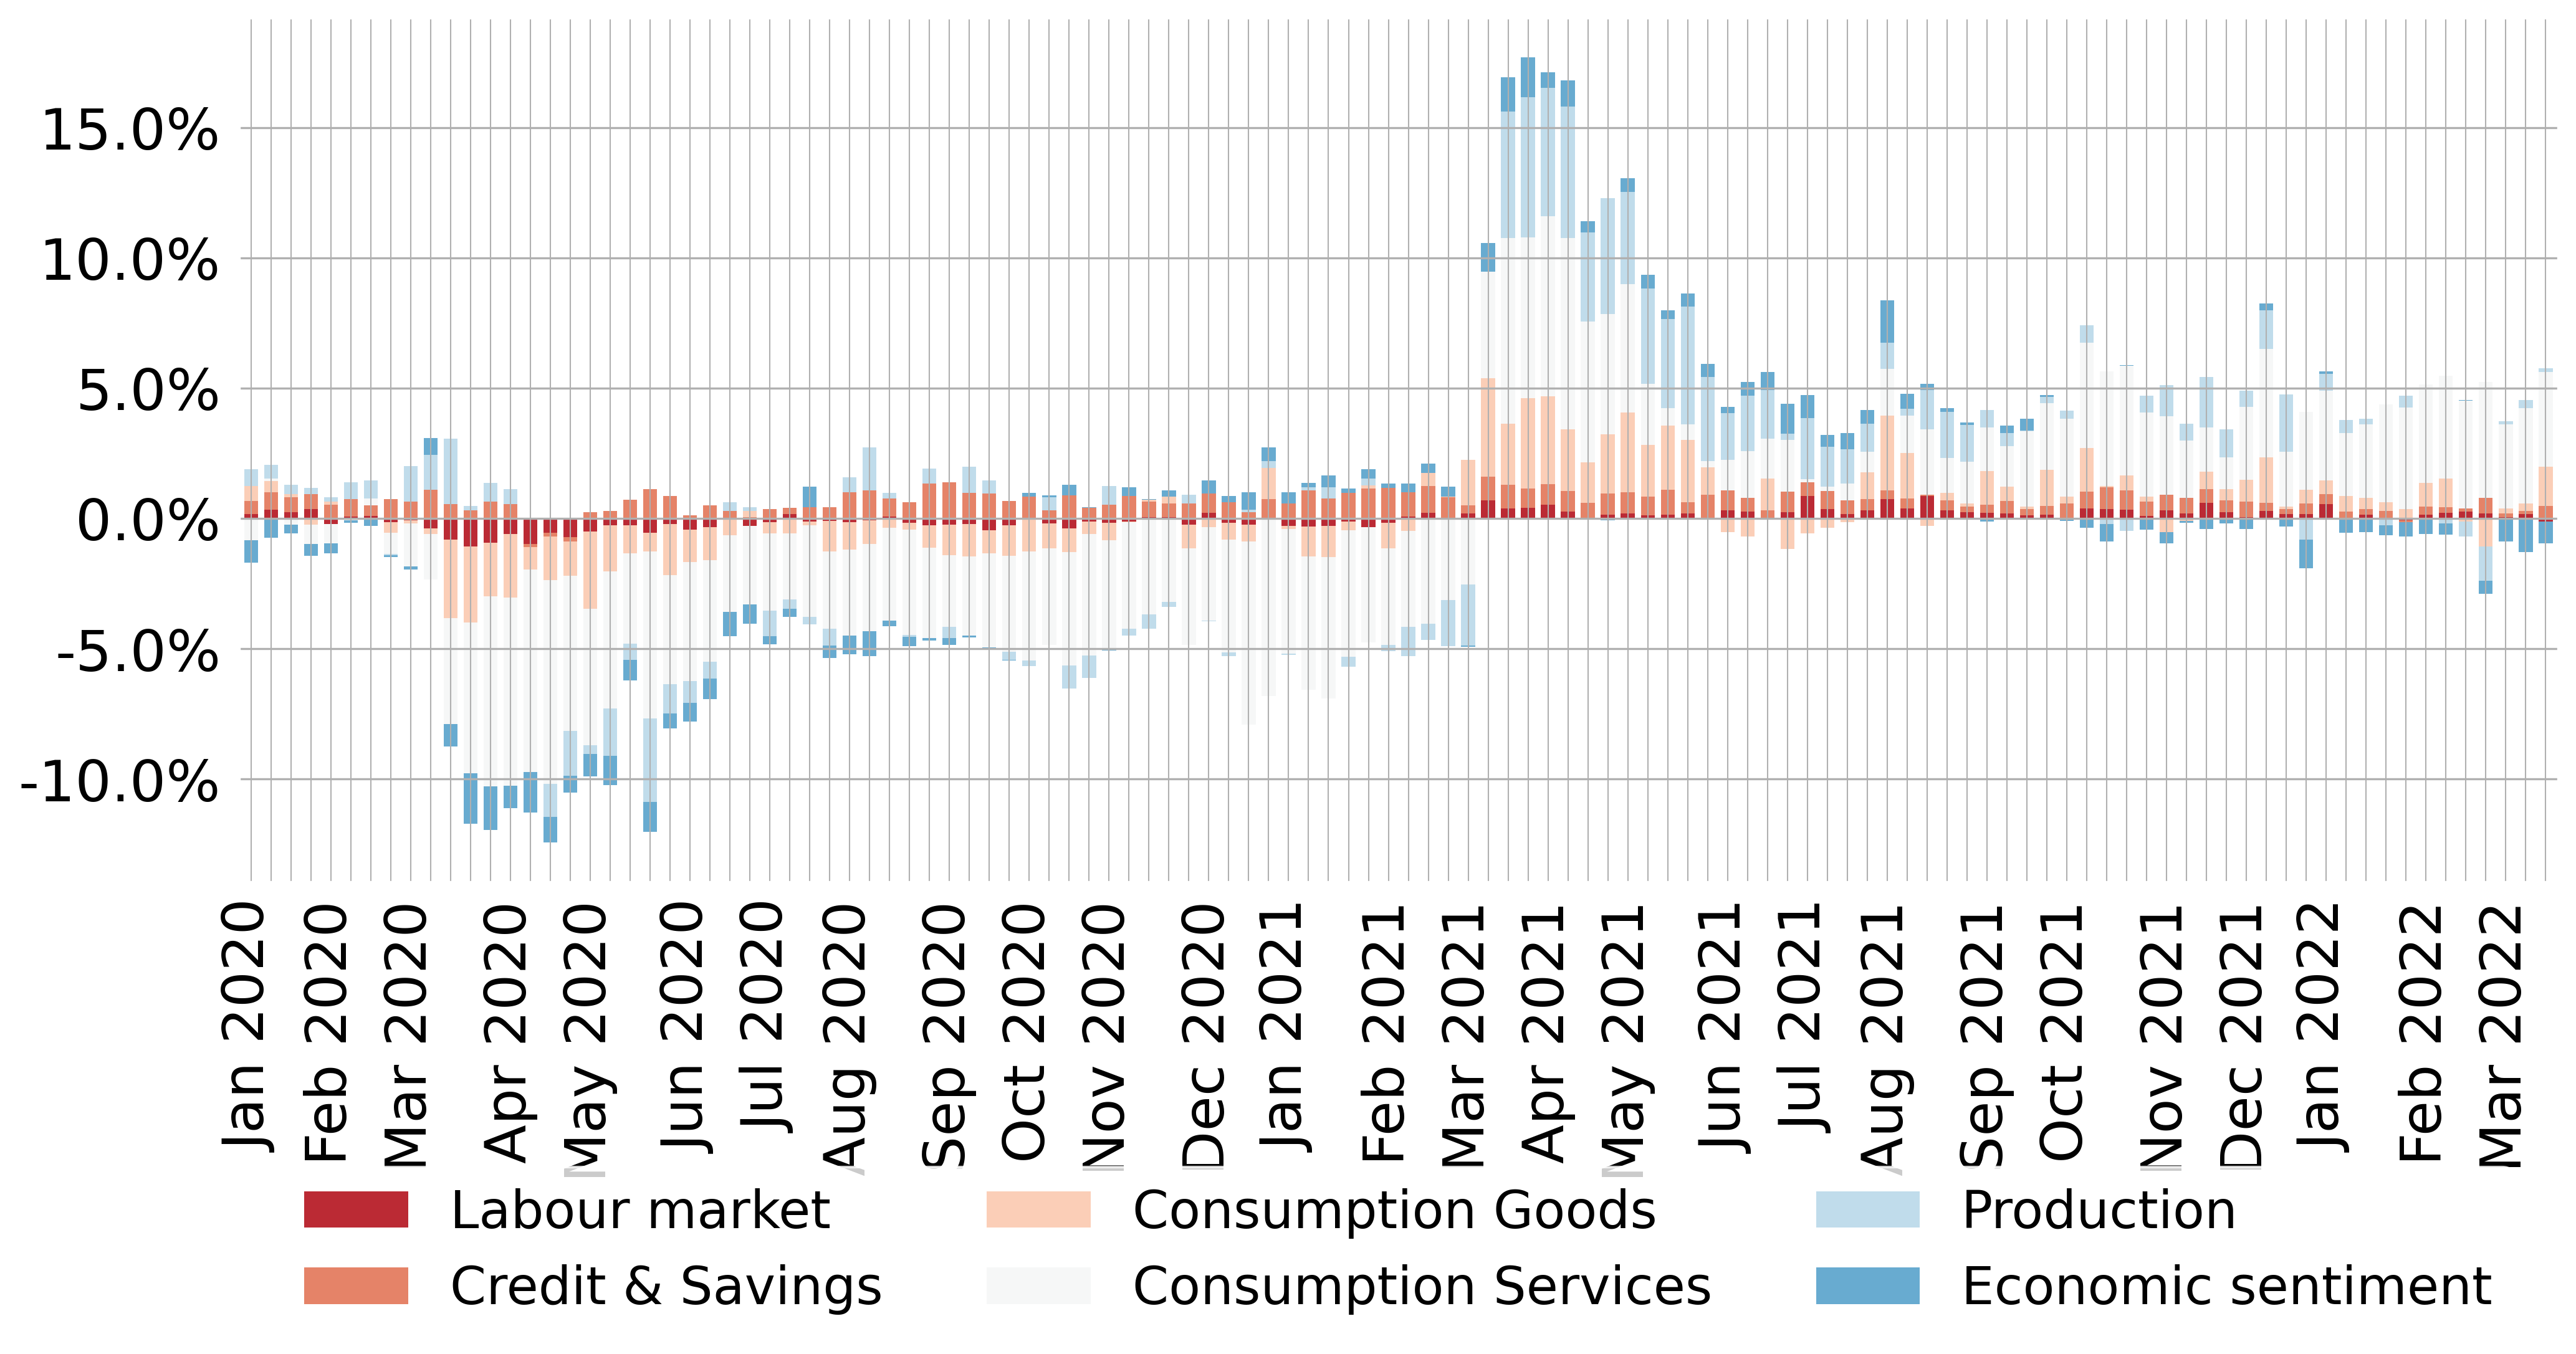 15.0%
10.0%
5.0%
0.0%
-5.0%
-10.0%
Jan 2020
Feb 2020
Mar 2020
Apr 2020
May 2020
Jun 2020
Jul 2020
Aug 2020
Sep 2020
Oct 2020
Nov 2020
Dec 2020
Jan 2021
Feb 2021
Mar 2021
Apr 2021
May 2021
Jun 2021
Jul 2021
Aug 2021
Sep 2021
Oct 2021
Nov 2021
Dec 2021
Jan 2022
Feb 2022
Mar 2022
Labour market
Credit & Savings
Consumption Goods
Consumption Services
Production
Economic sentiment